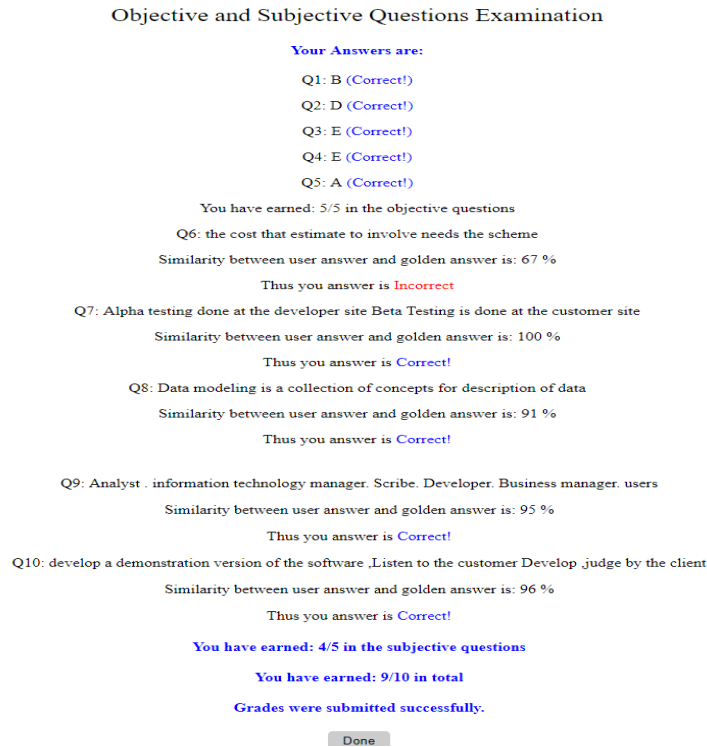 Objective and Subjective Questions Examination
Your Answers are:
Q1: B (Correct!)
Q2: D (Correct!)
Q3: E (Correct!)
Q4: E (Correct!)
Q5: A (Correct!)
You have earned: 5/5 in the objective questions
Q6: the cost that estimate to involve needs the scheme
Similarity between user answer and golden answer is: 67 %
Thus you answer is Incorrect
Q7: Alpha testing done at the developer site Beta Testing is done at the customer site
Similarity between user answer and golden answer is: 100 %
Thus you answer is Correct!
Q8: Data modeling is a collection of concepts for description of data
Similarity between user answer and golden answer is: 91 %
Thus you answer is Correct!
Q9: Analyst . information technology manager. Scribe. Developer. Business manager. users
Similarity between user answer and golden answer is: 95 %
Thus you answer is Correct!
Q10: develop a demonstration version of the software ,Listen to the customer Develop ,judge by the client
Similarity between user answer and golden answer is: 96 %
Thus you answer is Correct!
You have earned: 4/5 in the subjective questions
You have earned: 9/10 in total
Grades were submitted successfully.
Done